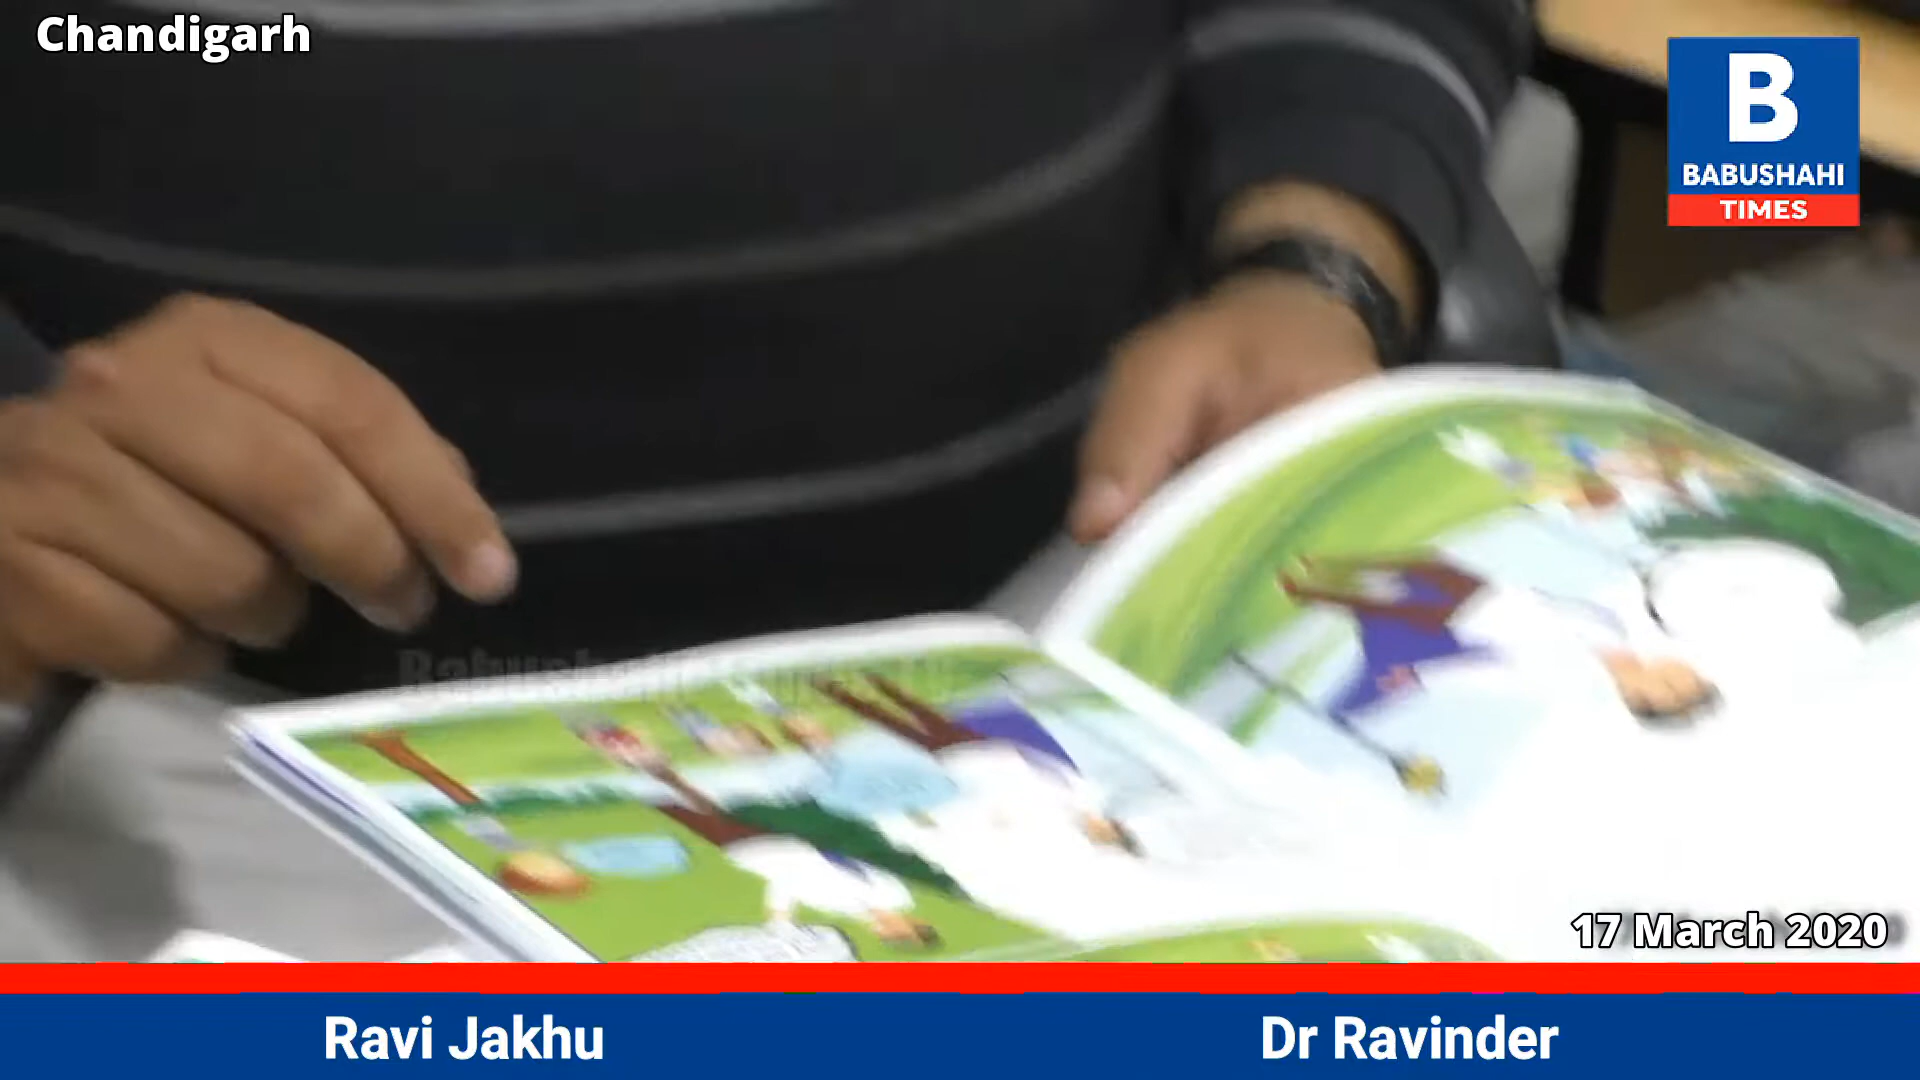 Chandigarh
B
BABUSHAHI
TIMES
17 March 2020
Ravi Jakhu
Dr Ravinder